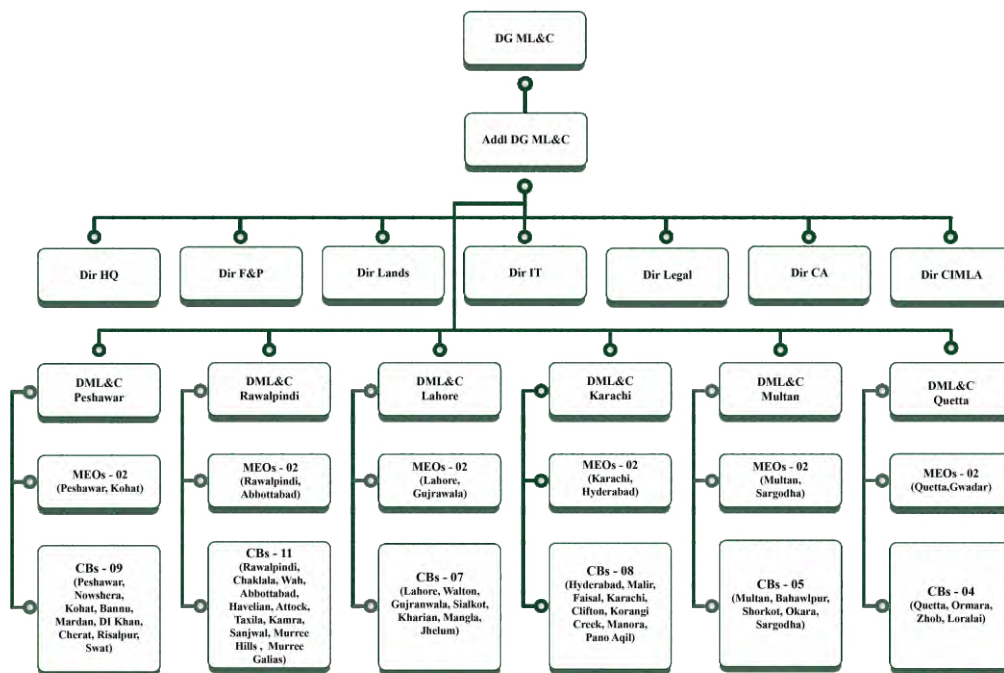 DG ML&C
Addl DG ML&C
Dir HQ
Dir F&P
Dir Lands
Dir IT
Dir Legal
Dir CA
Dir CIMLA
DML&C
Peshawar
DML&C
Rawalpindi
DML&C
Lahore
DML&C
Karachi
DML&C
Multan
DML&C
Quetta
MEOs - 02
(Peshawar, Kohat)
MEOs - 02
(Rawalpindi,
Abbottabad)
MEOs - 02
(Lahore,
Gujrawala)
MEOs - 02
(Karachi,
Hyderabad)
MEOs - 02
(Multan,
Sargodha)
MEOs - 02
(Quetta,Gwadar)
CBs - 09
(Peshawar,
Nowshera,
Kohat, Bannu,
Mardan, DI Khan,
Cherat, Risalpur,
Swat)
CBs - 11
(Rawalpindi,
Chaklala, Wah,
Abbottabad,
Havelian, Attock,
Taxila, Kamra,
Sanjwal, Murree
Hills , Murree
Galias)
CBs - 07
(Lahore, Walton,
Gujranwala, Sialkot,
Kharian, Mangla,
Jhelum)
CBs - 08
(Hyderabad, Malir,
Faisal, Karachi,
Clifton, Korangi
Creek, Manora,
Pano Aqil)
CBs - 05
(Multan, Bahawlpur,
Shorkot, Okara,
Sargodha)
CBs - 04
(Quetta, Ormara,
Zhob, Loralai)